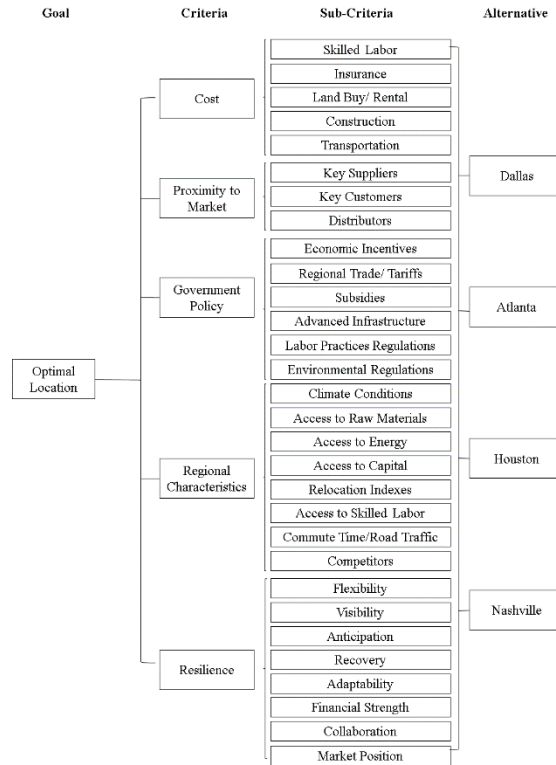 Goal
Criteria
Sub-Criteria
Alternative
Optimal
Location
Cost
Proximity to
Market
Government
Policy
Regional
Characteristics
Resilience
Skilled Labor
Insurance
Land Buy/ Rental
Construction
Transportation
Key Suppliers
Key Customers
Distributors
Economic Incentives
Regional Trade/ Tariffs
Subsidies
Advanced Infrastructure
Labor Practices Regulations
Environmental Regulations
Climate Conditions
Access to Raw Materials
Access to Energy
Access to Capital
Relocation Indexes
Access to Skilled Labor
Commute Time/Road Traffic
Competitors
Flexibility
Visibility
Anticipation
Recovery
Adaptability
Financial Strength
Collaboration
Market Position
Dallas
Atlanta
Houston
Nashville